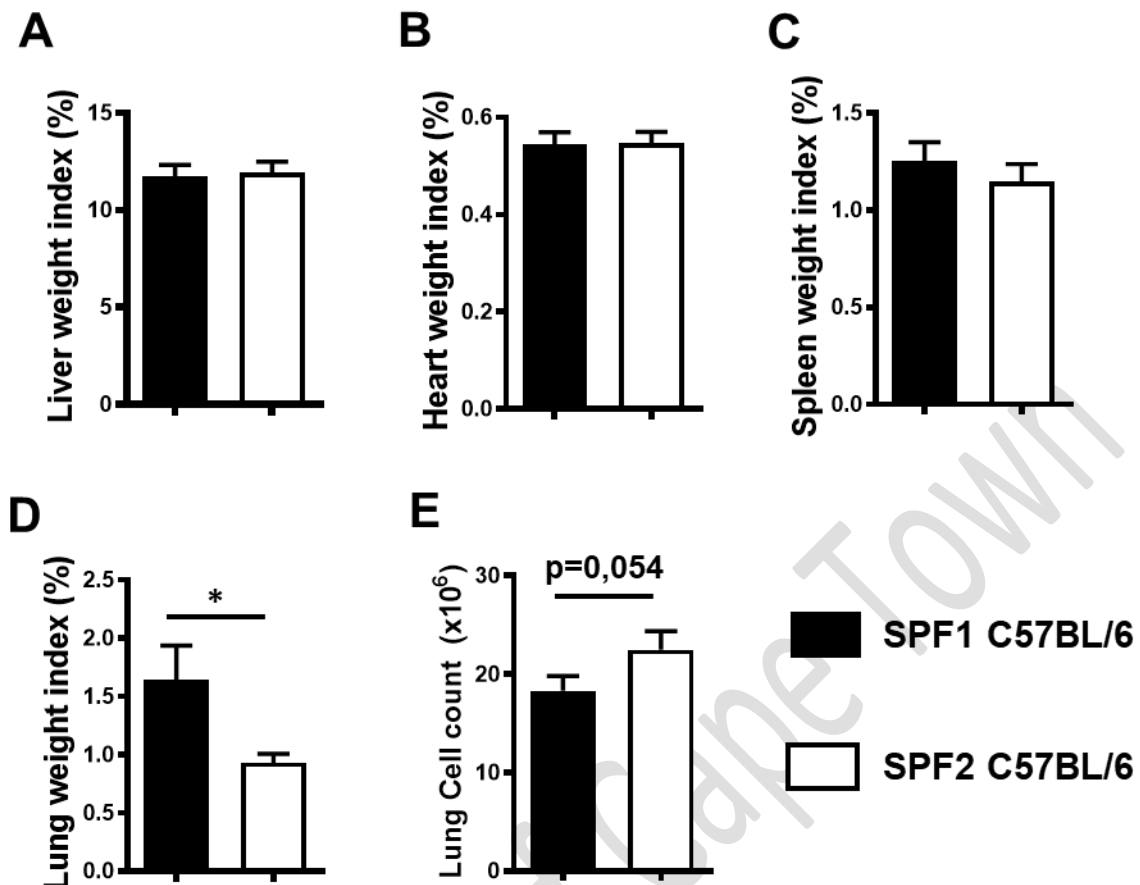 A
Liver weight index (%)
15
10
5
0
B
Heart weight index (%)
0.6
0.4
0.2
0.0
C
Spleen weight index (%)
1.5
1.0
0.5
0.0
D
Lung weight index (%)
2.5
2.0
1.5
1.0
0.5
0.0
*
E
Lung Cell count (x10⁶)
30
20
10
0
p=0,054
SPF1 C57BL/6
SPF2 C57BL/6
Cape Town